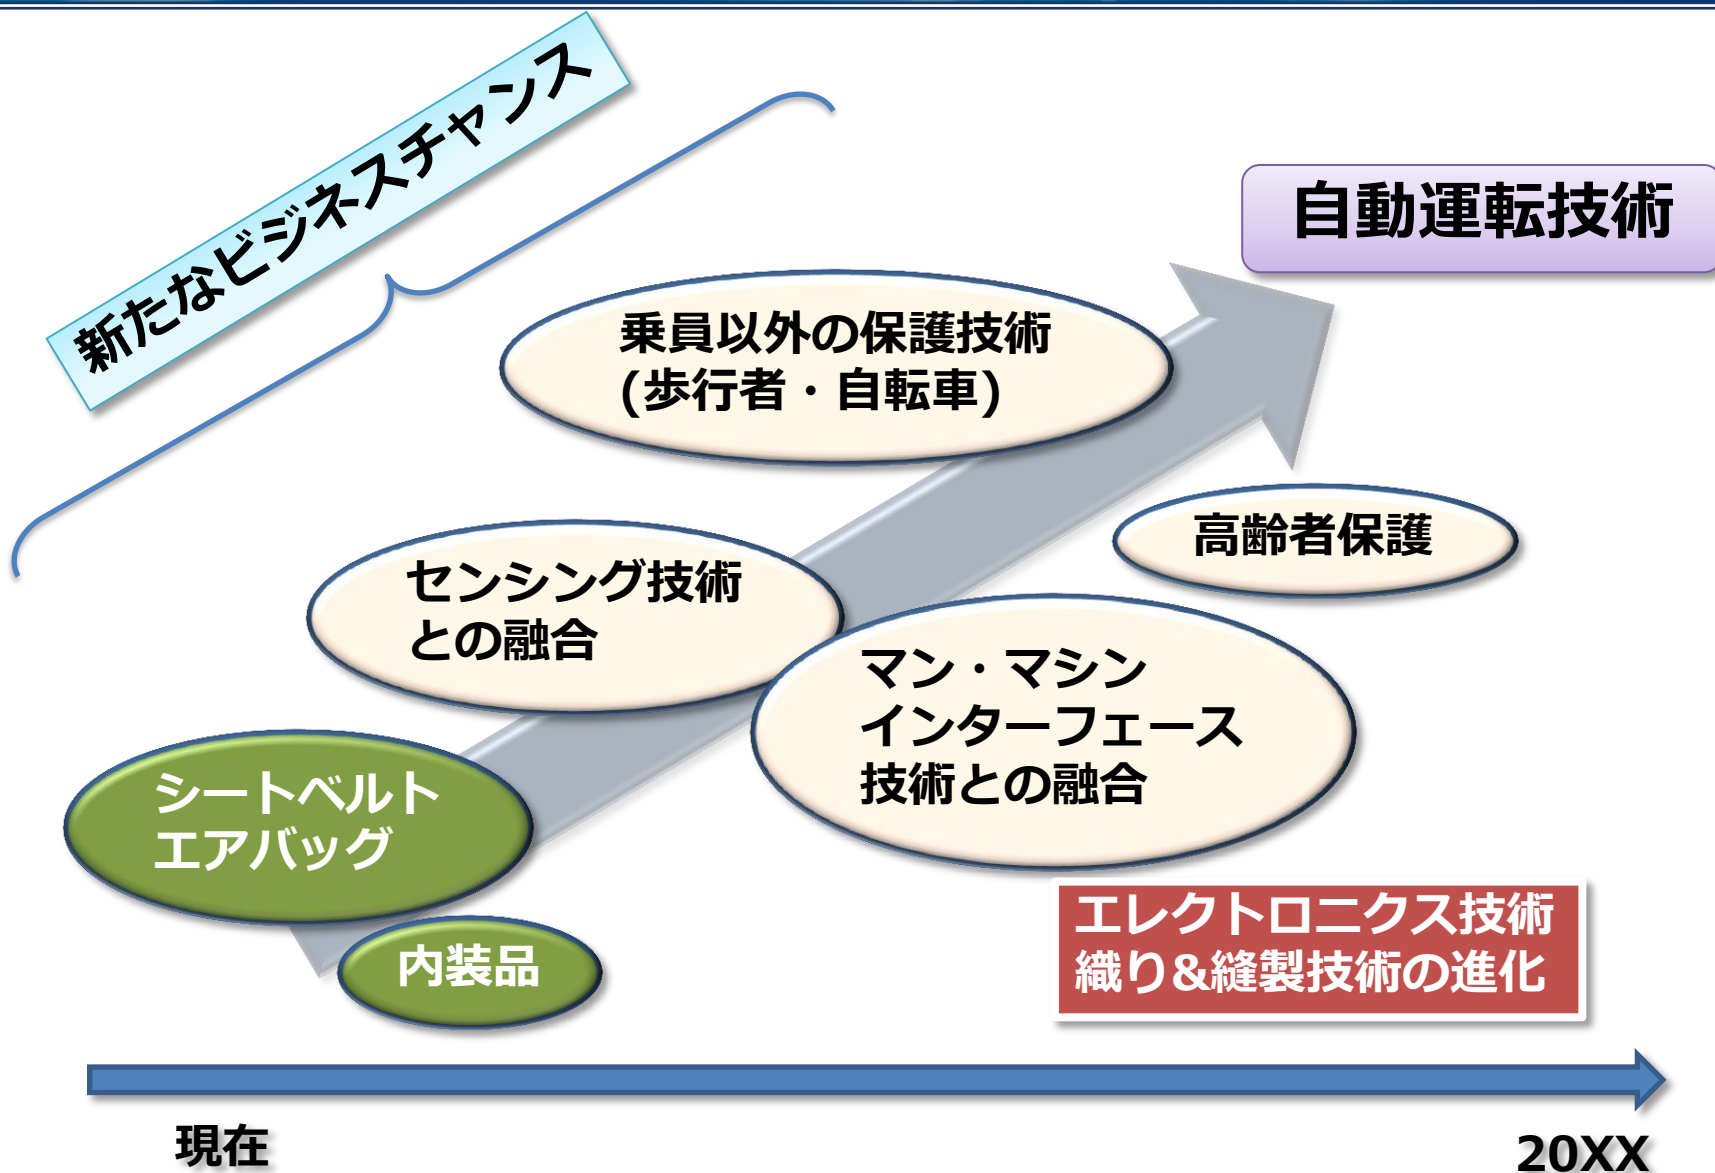 新たなビジネスチャンス
自動運転技術
乗員以外の保護技術
(歩行者・自転車)
高齢者保護
センシング技術
との融合
マン・マシン
インターフェース
技術との融合
シートベルト
エアバッグ
内装品
エレクトロニクス技術
織り&縫製技術の進化
現在
20XX